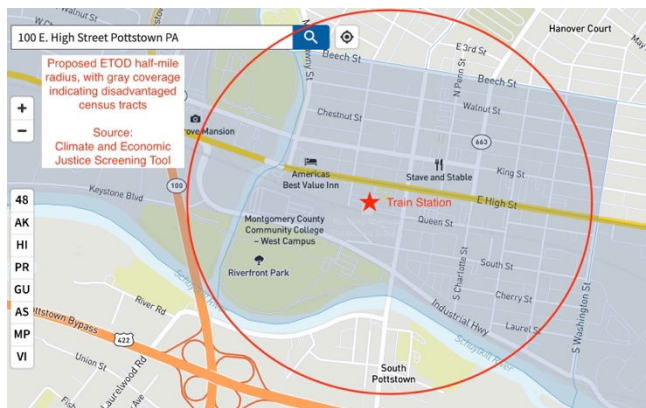 100 E. High Street Pottstown PA
Proposed ETOD half-mile
radius, with gray coverage
indicating disadvantaged
census tracts
Source:
Climate and Economic
Justice Screening Tool
+
−
48
AK
HI
PR
GU
AS
MP
VI
Hanover Court
E 3rd St
Beech St
Beech St
N Penn St
Walnut St
Chestnut St
663
King St
Americas
Best Value Inn
Stave and Stable
E High St
Train Station
Keystone Blvd
100
Montgomery County
Community College
– West Campus
Queen St
Riverfront Park
South St
S Charlotte St
Cherry St
S Washington St
Laurel St
Industrial Hwy
Schuylkill River
River Rd
422
Union St
Laurelwood Rd
South
Pottstown